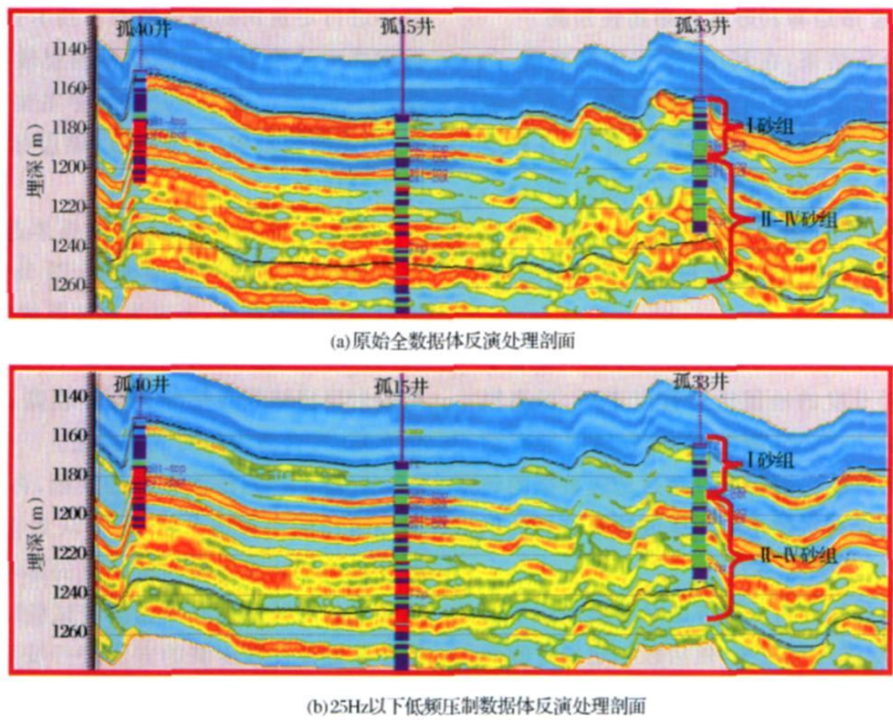 孤40井 孤15井 孤33井
1140
1160
1180
1200
1220
1240
1260
埋深(m)
I砂组
II-IV砂组
(a)原始全数据体反演处理剖面
孤40井 孤15井 孤33井
1140
1160
1180
1200
1220
1240
1260
埋深(m)
I砂组
II-IV砂组
(b)25Hz以下低频压制数据体反演处理剖面